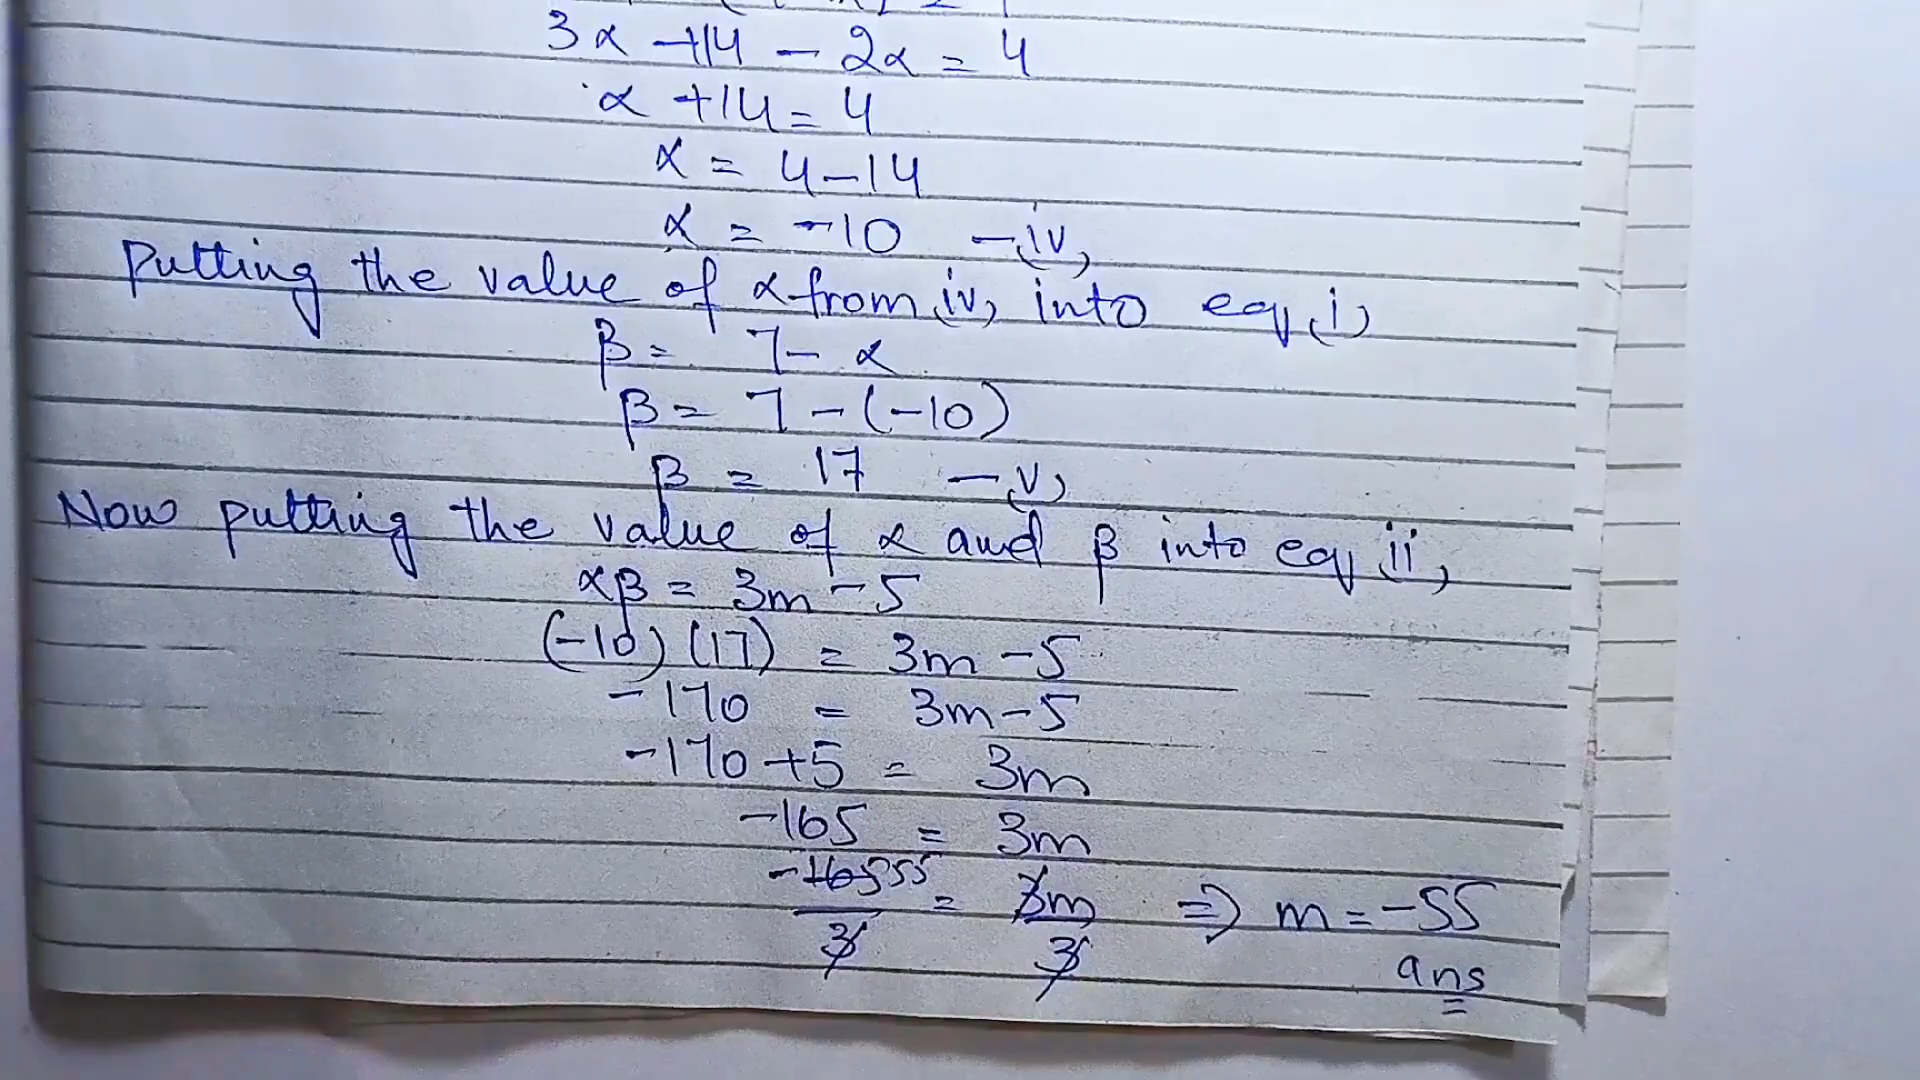 3α + 14 - 2α = 4
α + 14 = 4
α = 4 - 14
α = -10 - (iv)
Putting the value of α from (iv) into eq (i)
β = 7 - α
β = 7 - (-10)
β = 17 - (v)
Now putting the value of α and β into eq (ii)
αβ = 3m - 5
(-10) (17) = 3m - 5
-170 = 3m - 5
-170 + 5 = 3m
-165 = 3m
-165 55 / 3 = 3m / 3 ⇒ m = -55
ans